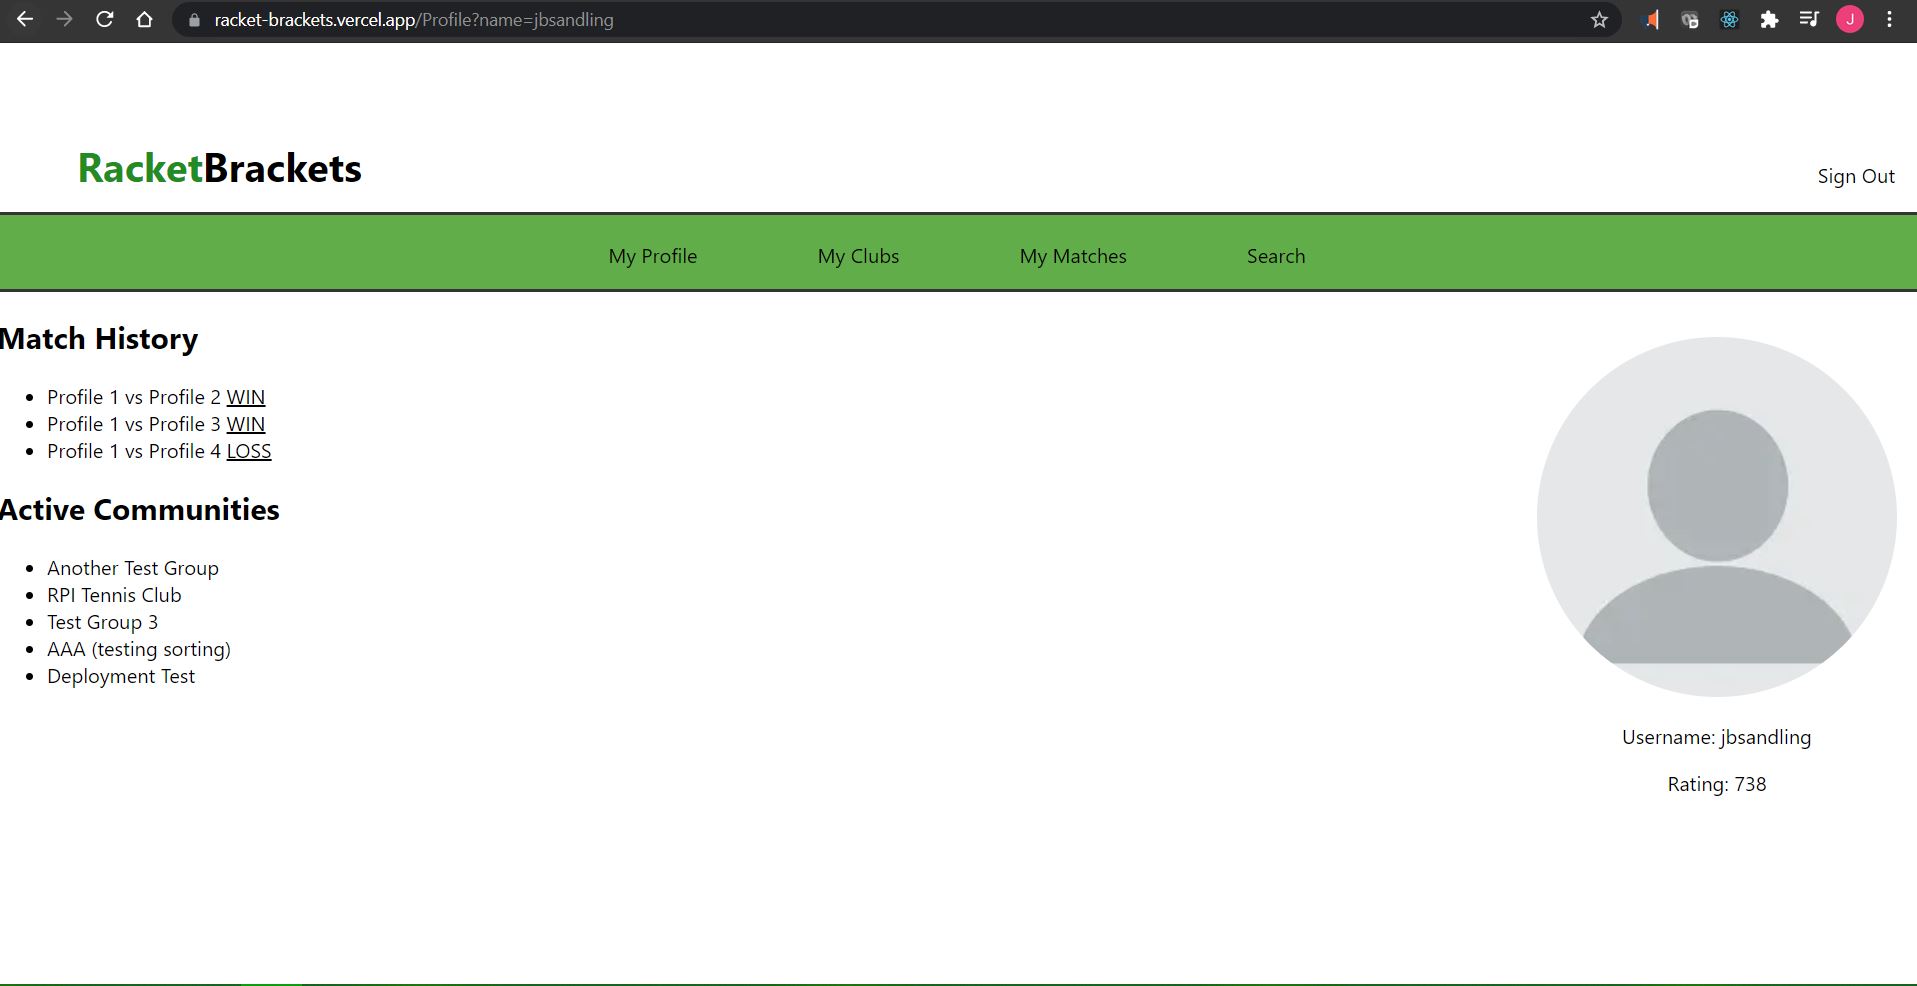 racket-brackets.vercel.app/Profile?name=jbsandling
J
RacketBrackets
Sign Out
My Profile My Clubs My Matches Search
Match History
Profile 1 vs Profile 2 WIN
Profile 1 vs Profile 3 WIN
Profile 1 vs Profile 4 LOSS
Active Communities
Another Test Group
RPI Tennis Club
Test Group 3
AAA (testing sorting)
Deployment Test
Username: jbsandling
Rating: 738